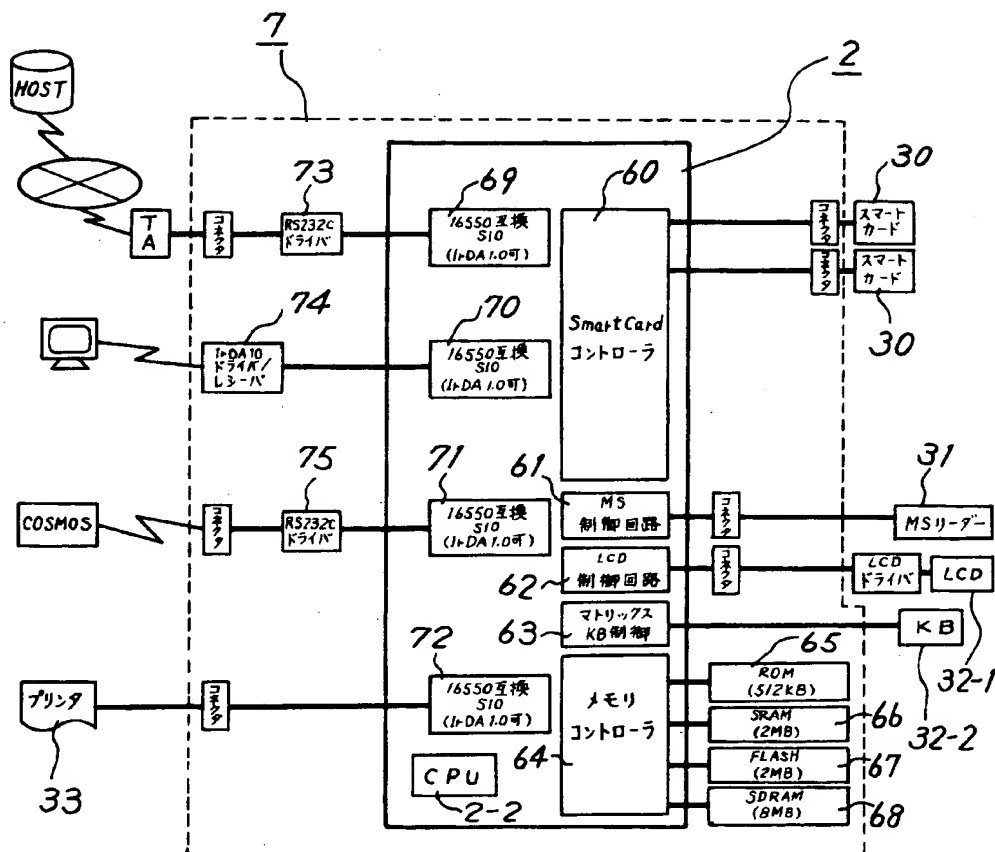 7
2
HOST
TA
コネクタ
73
RS232C
ドライバ
69
16550互換
SIO
(IrDA1.0可)
60
SmartCard
コントローラ
コネクタ
30
スマート
カード
コネクタ
スマート
カード
30
74
IrDA10
ドライバ/
レシーバ
70
16550互換
SIO
(IrDA1.0可)
COSMOS
コネクタ
75
RS232C
ドライバ
71
16550互換
SIO
(IrDA1.0可)
61
MS
制御回路
コネクタ
31
MSリーダー
62
LCD
制御回路
コネクタ
LCD
ドライバ
LCD
32-1
63
マトリックス
KB制御
KB
32-2
プリンタ
33
コネクタ
72
16550互換
SIO
(IrDA1.0可)
CPU
2-2
64
メモリ
コントローラ
65
ROM
(512KB)
SRAM
(2MB)
66
FLASH
(2MB)
67
SDRAM
(8MB)
68